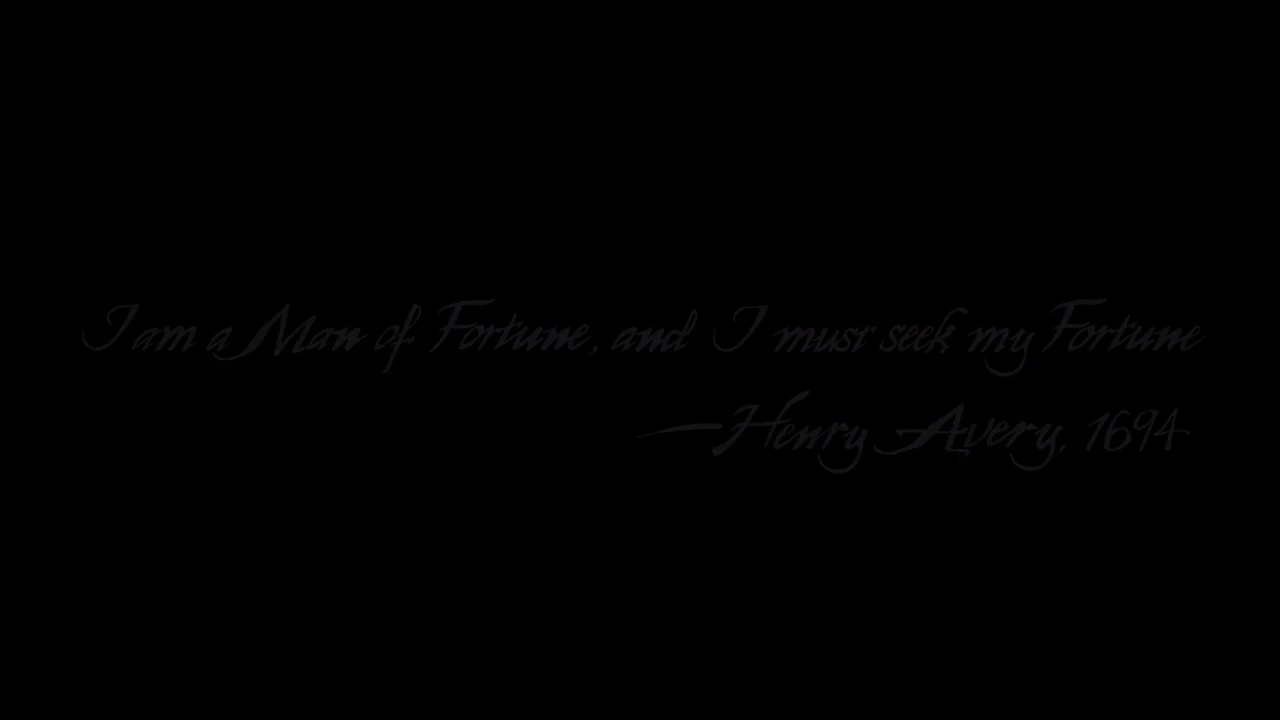 I am a Man of Fortune, and I must seek my Fortune
—Henry Avery, 1694